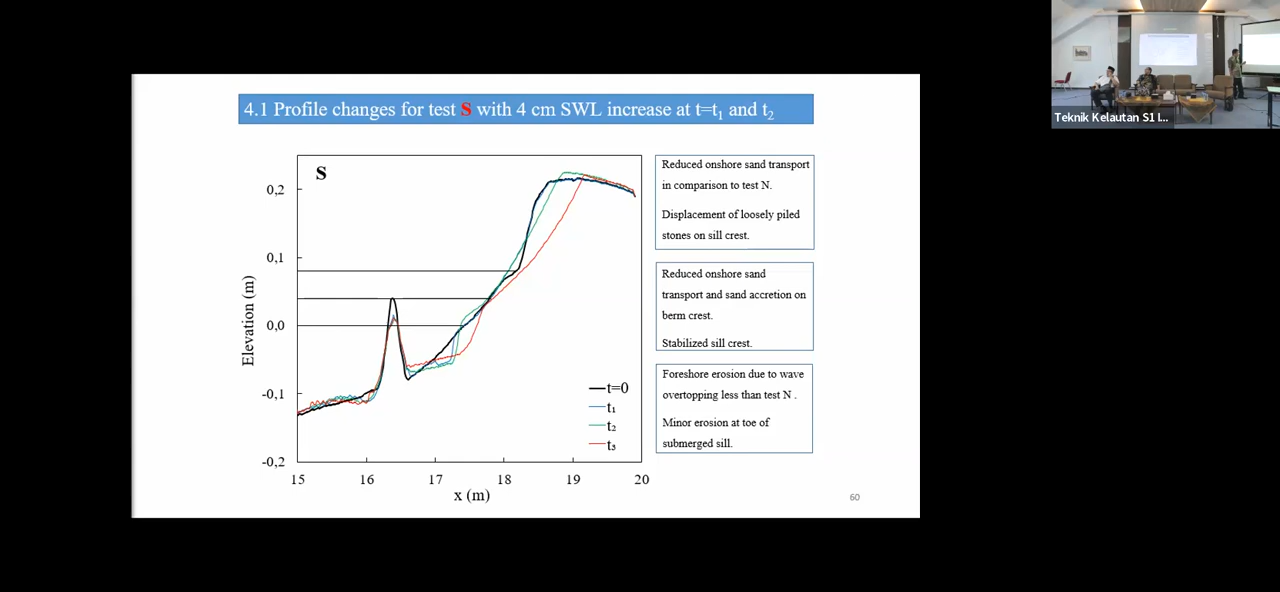 Teknik Kelautan S1 I...
4.1 Profile changes for test S with 4 cm SWL increase at t=t₁ and t₂
S
0,2
0,1
0,0
-0,1
-0,2
Elevation (m)
15
16
17
18
19
20
x (m)
t=0
t₁
t₂
t₃
Reduced onshore sand transport
in comparison to test N.
Displacement of loosely piled
stones on sill crest.
Reduced onshore sand
transport and sand accretion on
berm crest.
Stabilized sill crest.
Foreshore erosion due to wave
overtopping less than test N .
Minor erosion at toe of
submerged sill.
60